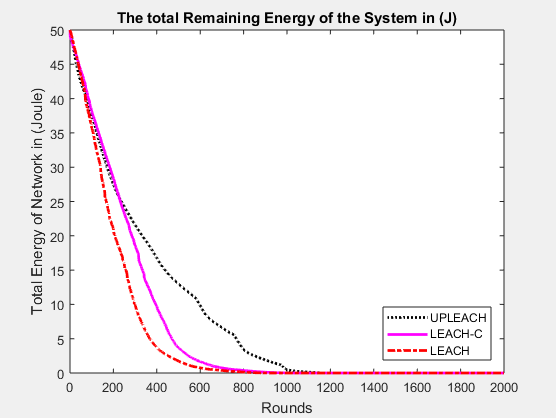 The total Remaining Energy of the System in (J)
Total Energy of Network in (Joule)
50
45
40
35
30
25
20
15
10
5
0
0 200 400 600 800 1000 1200 1400 1600 1800 2000
Rounds
UPLEACH
LEACH-C
LEACH